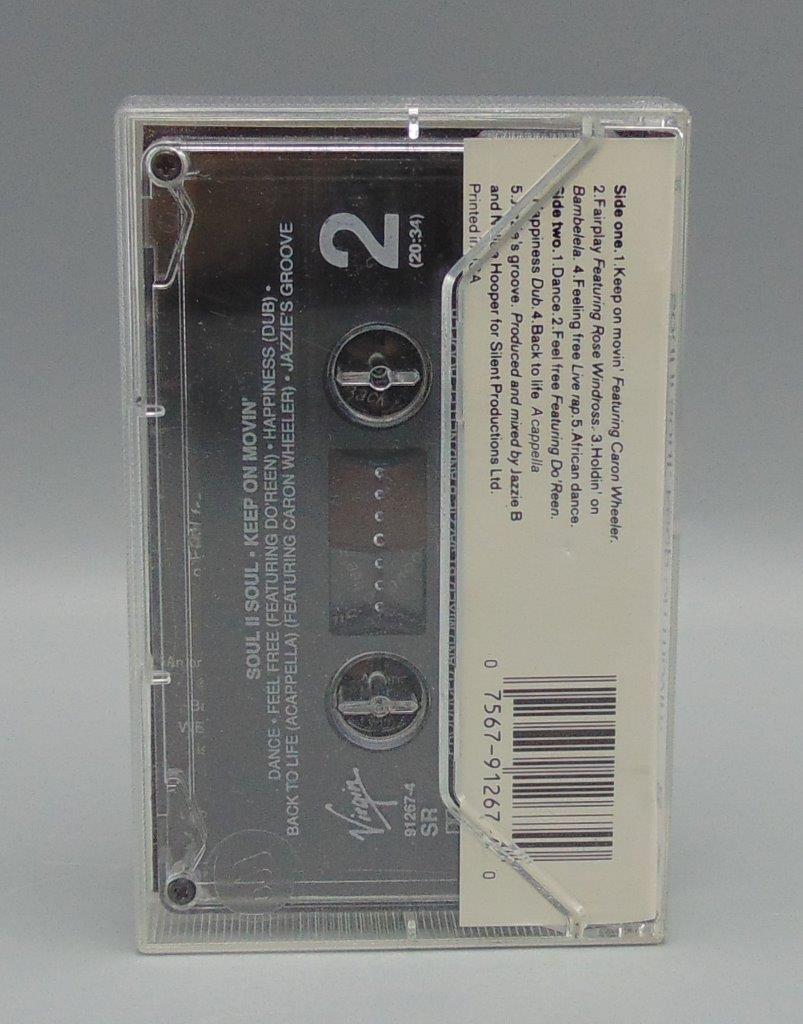 Side one. 1.Keep on movin' Featuring Caron Wheeler.
2.Fairplay Featuring Rose Windross. 3.Holdin' on
Bambelela. 4.Feeling free Live rap. 5.African dance.
Side two. 1.Dance. 2.Feel free Featuring Do'Reen.
Happiness Dub. 4.Back to life A cappella
5. groove. Produced and mixed by Jazzie B
and Hooper for Silent Productions Ltd.
Printed in
0 7567-91267 0
2
(20:34)
SOUL II SOUL • KEEP ON MOVIN'
DANCE • FEEL FREE (FEATURING DO'REEN) • HAPPINESS (DUB) •
BACK TO LIFE (ACAPPELLA) (FEATURING CARON WHEELER) • JAZZIE'S GROOVE
Virgin
91267-4
SR